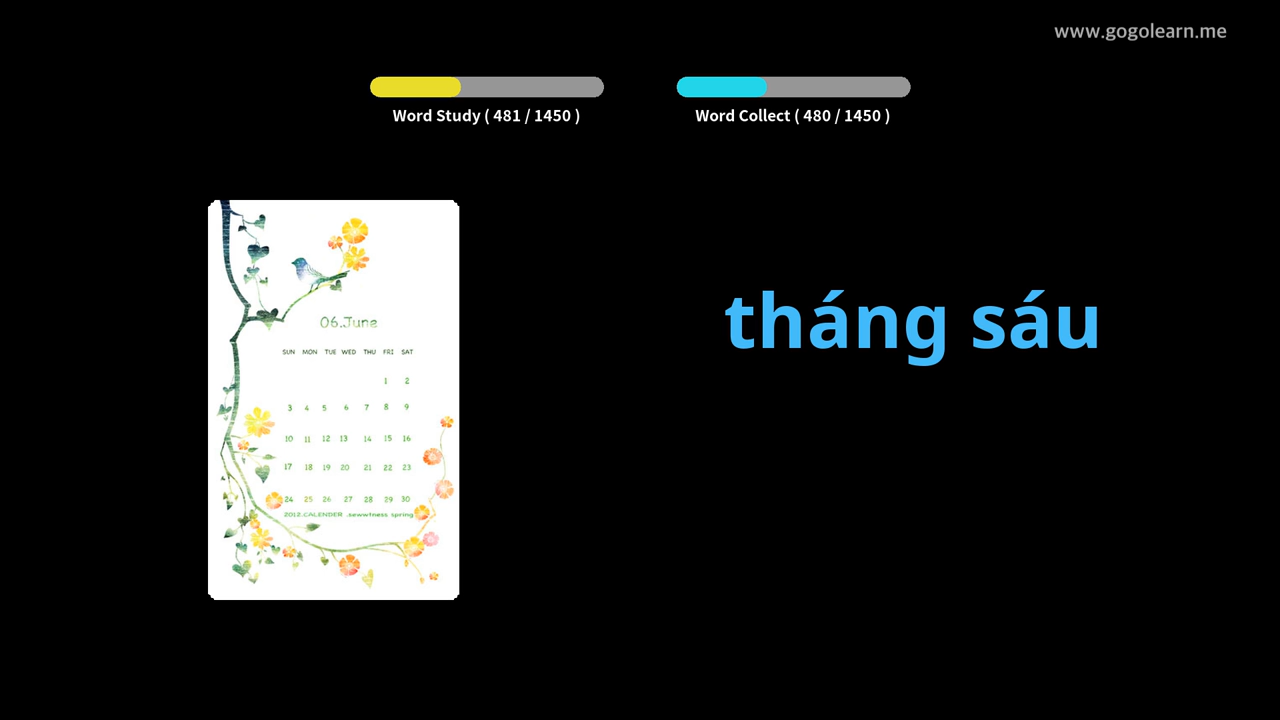 www.gogolearn.me
Word Study ( 481 / 1450 )
Word Collect ( 480 / 1450 )
tháng sáu
06.June
SUN MON TUE WED THU FRI SAT
1 2
3 4 5 6 7 8 9
10 11 12 13 14 15 16
17 18 19 20 21 22 23
24 25 26 27 28 29 30
2012.CALENDER .sewwtness spring